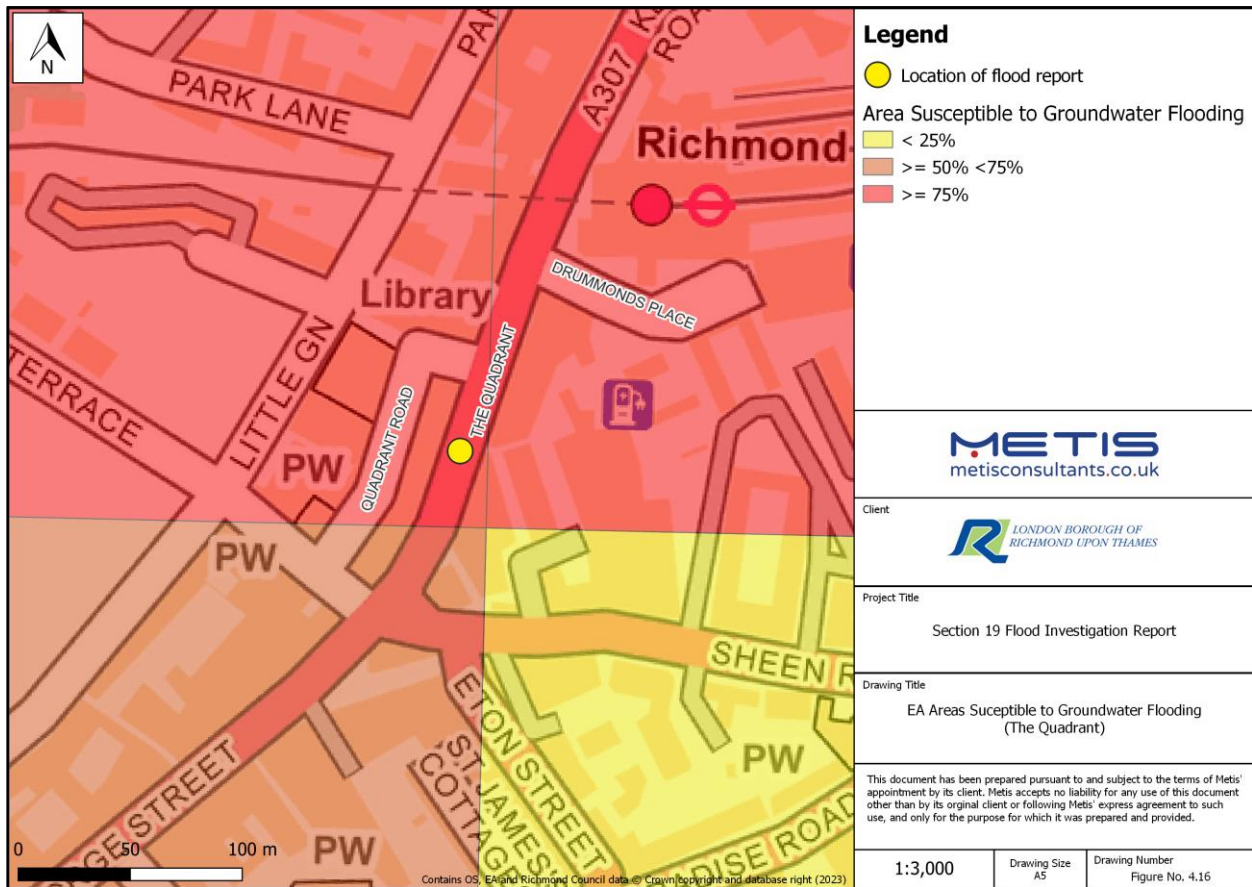 N
PARK LANE
PAR
A307
KE
ROA
Richmond
Library
DRUMMONDS PLACE
THE QUADRANT
LITTLE GN
TERRACE
PW
QUADRANT ROAD
PW
SHEEN R
ETON STREET
ST JAMES'
COTTAG
PW
RGE STREET
PW
DISE ROAD
0 50 100 m
Contains OS, EA and Richmond Council data © Crown copyright and database right (2023)
Legend
Location of flood report
Area Susceptible to Groundwater Flooding
< 25%
>= 50% <75%
>= 75%
METIS
metisconsultants.co.uk
Client
LONDON BOROUGH OF
RICHMOND UPON THAMES
Project Title
Section 19 Flood Investigation Report
Drawing Title
EA Areas Suceptible to Groundwater Flooding
(The Quadrant)
This document has been prepared pursuant to and subject to the terms of Metis'
appointment by its client. Metis accepts no liability for any use of this document
other than by its orginal client or following Metis' express agreement to such
use, and only for the purpose for which it was prepared and provided.
1:3,000
Drawing Size
A5
Drawing Number
Figure No. 4.16